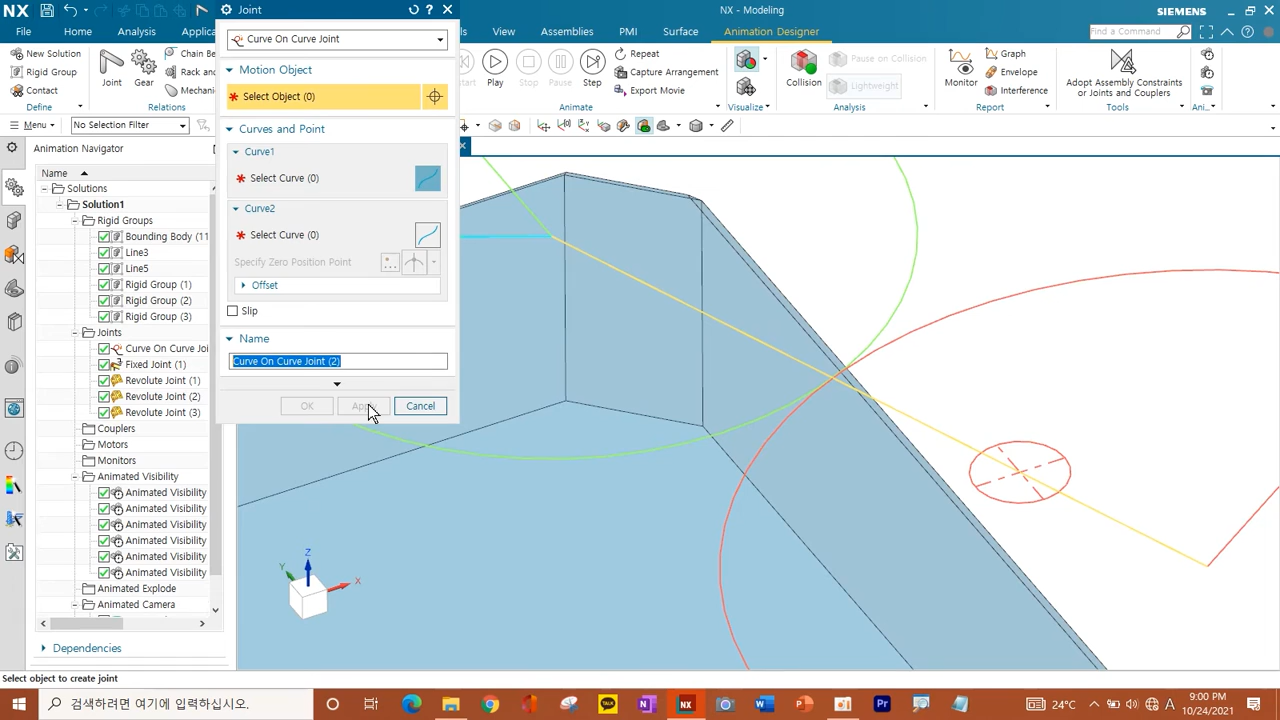 NX
Joint
NX - Modeling
SIEMENS
File
Home
Analysis
View
Assemblies
PMI
Surface
Animation Designer
Find a Command
Curve On Curve Joint
New Solution
Rigid Group
Contact
Define
Joint
Gear
Relations
Motion Object
Select Object (0)
Curves and Point
Curve1
Select Curve (0)
Curve2
Select Curve (0)
Specify Zero Position Point
Offset
Slip
Name
Curve On Curve Joint (2)
OK
Cancel
Play
Stop
Pause
Step
Repeat
Capture Arrangement
Export Movie
Animate
Visualize
Collision
Pause on Collision
Lightweight
Analysis
Monitor
Graph
Envelope
Interference
Report
Adopt Assembly Constraints
or Joints and Couplers
Tools
Menu
No Selection Filter
Animation Navigator
Name
Solutions
Solution1
Rigid Groups
Bounding Body (11
Line3
Line5
Rigid Group (1)
Rigid Group (2)
Rigid Group (3)
Joints
Curve On Curve Joi
Fixed Joint (1)
Revolute Joint (1)
Revolute Joint (2)
Revolute Joint (3)
Couplers
Motors
Monitors
Animated Visibility
Animated Visibility
Animated Visibility
Animated Visibility
Animated Visibility
Animated Visibility
Animated Visibility
Animated Explode
Animated Camera
Dependencies
Z
Y
X
Select object to create joint
검색하려면 여기에 입력하십시오.
24°C
A
9:00 PM
10/24/2021